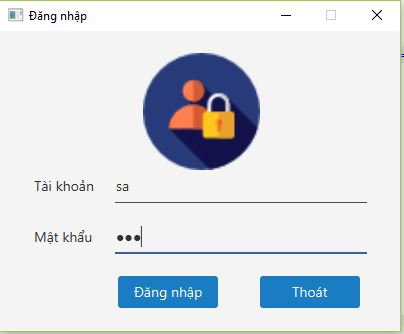 Đăng nhập
Tài khoản sa
Mật khẩu ●●●
Đăng nhập Thoát